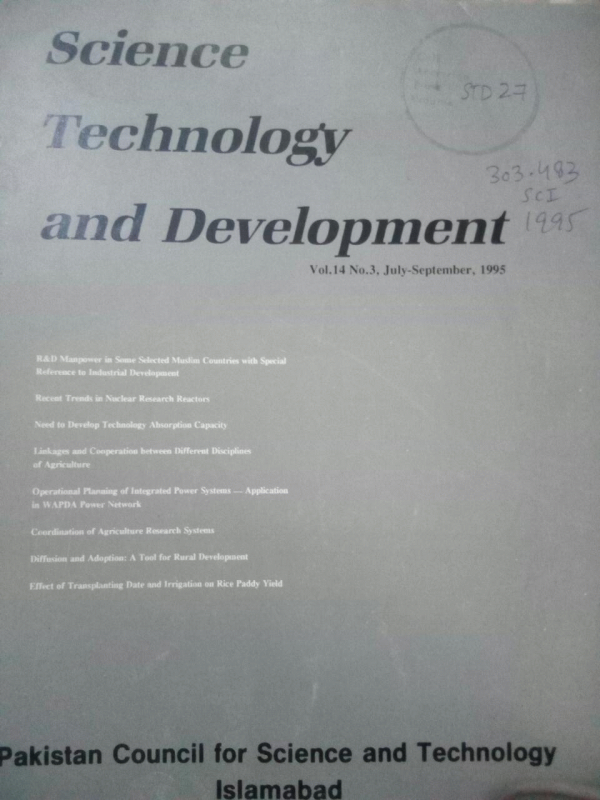 Science
Technology
and Development
STD 27
303.483
SCI
1995
Vol.14 No.3, July-September, 1995
R&D Manpower in Some Selected Muslim Countries with Special
Reference to Industrial Development
Recent Trends in Nuclear Research Reactors
Need to Develop Technology Absorption Capacity
Linkages and Cooperation between Different Disciplines
of Agriculture
Operational Planning of Integrated Power Systems — Application
in WAPDA Power Network
Coordination of Agriculture Research Systems
Diffusion and Adoption: A Tool for Rural Development
Effect of Transplanting Date and Irrigation on Rice Paddy Yield
Pakistan Council for Science and Technology
Islamabad